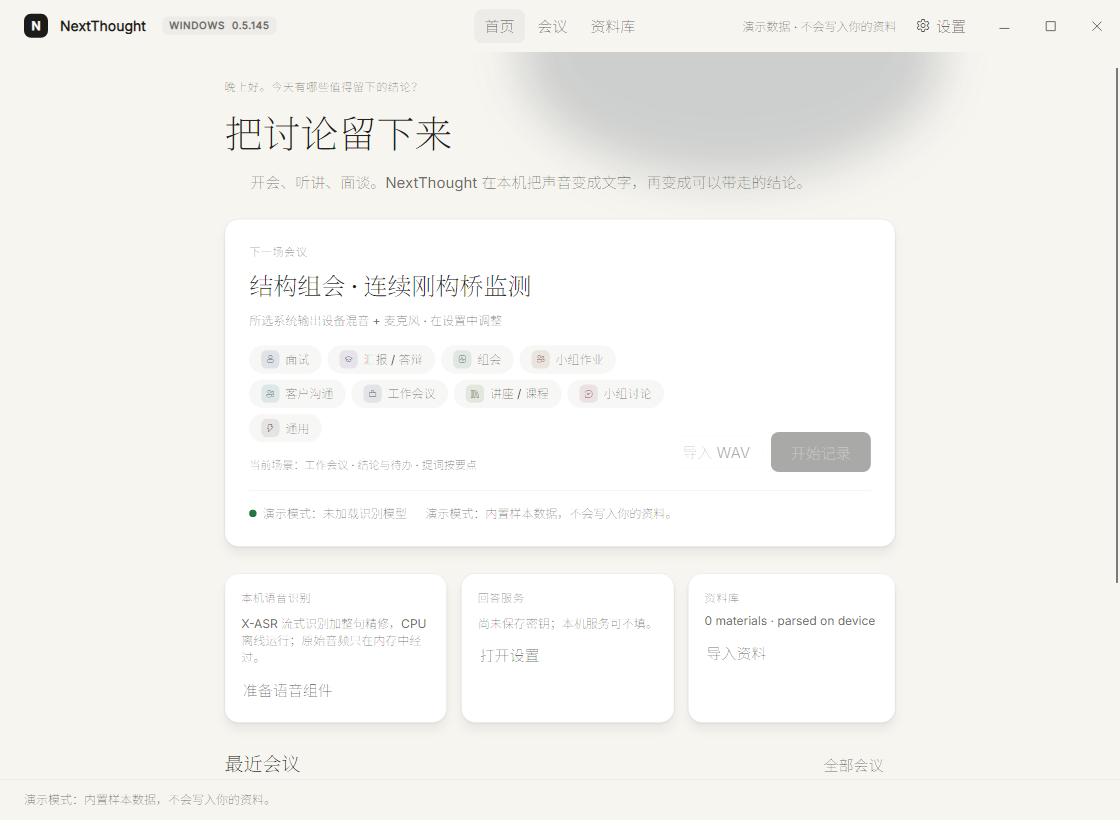 N NextThought WINDOWS 0.5.145 首页 会议 资料库 演示数据 · 不会写入你的资料 设置
晚上好。今天有哪些值得留下的结论？
把讨论留下来
开会、听讲、面谈。NextThought 在本机把声音变成文字，再变成可以带走的结论。
下一场会议
结构组会 · 连续刚构桥监测
所选系统输出设备混音 + 麦克风 · 在设置中调整
面试 汇报 / 答辩 组会 小组作业
客户沟通 工作会议 讲座 / 课程 小组讨论
通用
导入 WAV 开始记录
当前场景：工作会议 · 结论与待办 · 提词按要点
演示模式：未加载识别模型 演示模式：内置样本数据，不会写入你的资料。
本机语音识别
X-ASR 流式识别加整句精修，CPU
离线运行；原始音频只在内存中经
过。
准备语音组件
回答服务
尚未保存密钥；本机服务可不填。
打开设置
资料库
0 materials · parsed on device
导入资料
最近会议 全部会议
演示模式：内置样本数据，不会写入你的资料。